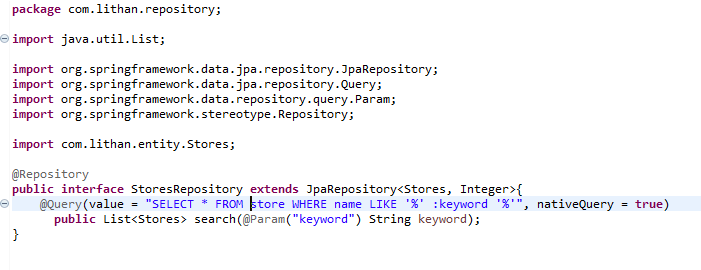 package com.lithan.repository;
import java.util.List;
import org.springframework.data.jpa.repository.JpaRepository;
import org.springframework.data.jpa.repository.Query;
import org.springframework.data.repository.query.Param;
import org.springframework.stereotype.Repository;
import com.lithan.entity.Stores;
@Repository
public interface StoresRepository extends JpaRepository<Stores, Integer>{
@Query(value = "SELECT * FROM store WHERE name LIKE '%' :keyword '%'", nativeQuery = true)
public List<Stores> search(@Param("keyword") String keyword);
}